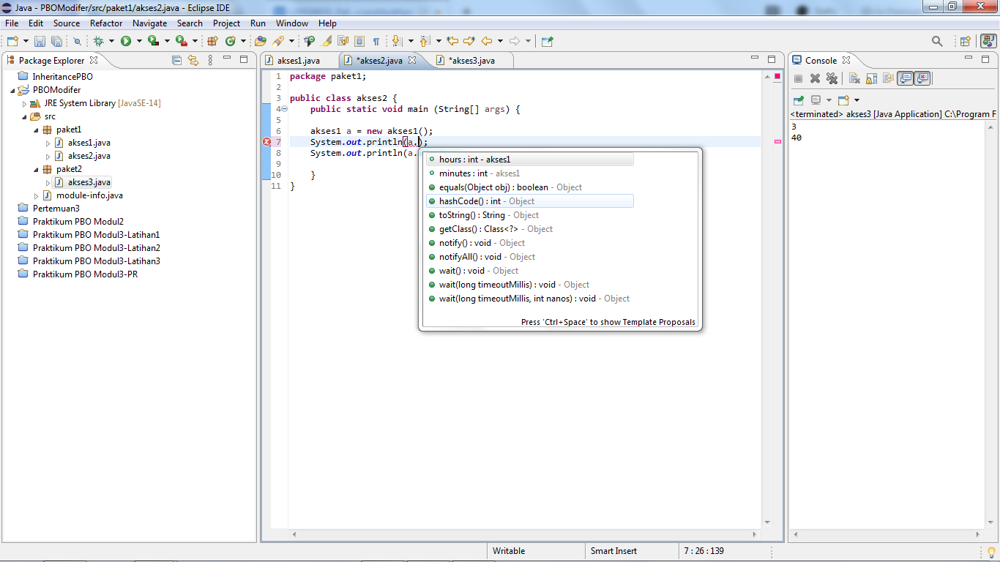 Java - PBOModifer/src/paket1/akses2.java - Eclipse IDE
File Edit Source Refactor Navigate Search Project Run Window Help
Package Explorer
InheritancePBO
PBOModifer
JRE System Library [JavaSE-14]
src
paket1
akses1.java
akses2.java
paket2
akses3.java
module-info.java
Pertemuan3
Praktikum PBO Modul2
Praktikum PBO Modul3-Latihan1
Praktikum PBO Modul3-Latihan2
Praktikum PBO Modul3-Latihan3
Praktikum PBO Modul3-PR
akses1.java *akses2.java *akses3.java
1 package paket1;
2
3 public class akses2 {
4 public static void main (String[] args) {
5
6 akses1 a = new akses1();
7 System.out.println(a.);
8 System.out.println(a.
9
10 }
11 }
hours : int - akses1
minutes : int - akses1
equals(Object obj) : boolean - Object
hashCode() : int - Object
toString() : String - Object
getClass() : Class<?> - Object
notify() : void - Object
notifyAll() : void - Object
wait() : void - Object
wait(long timeoutMillis) : void - Object
wait(long timeoutMillis, int nanos) : void - Object
Press 'Ctrl+Space' to show Template Proposals
Console
<terminated> akses3 [Java Application] C:\Program F
3
40
Writable Smart Insert 7 : 26 : 139